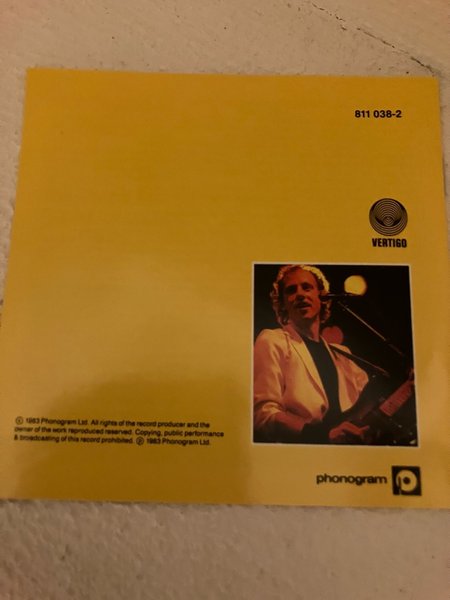 811 038-2
VERTIGO
© 1983 Phonogram Ltd. All rights of the record producer and the
owner of the work reproduced reserved. Copying, public performance
& broadcasting of this record prohibited. ℗ 1983 Phonogram Ltd.
phonogram